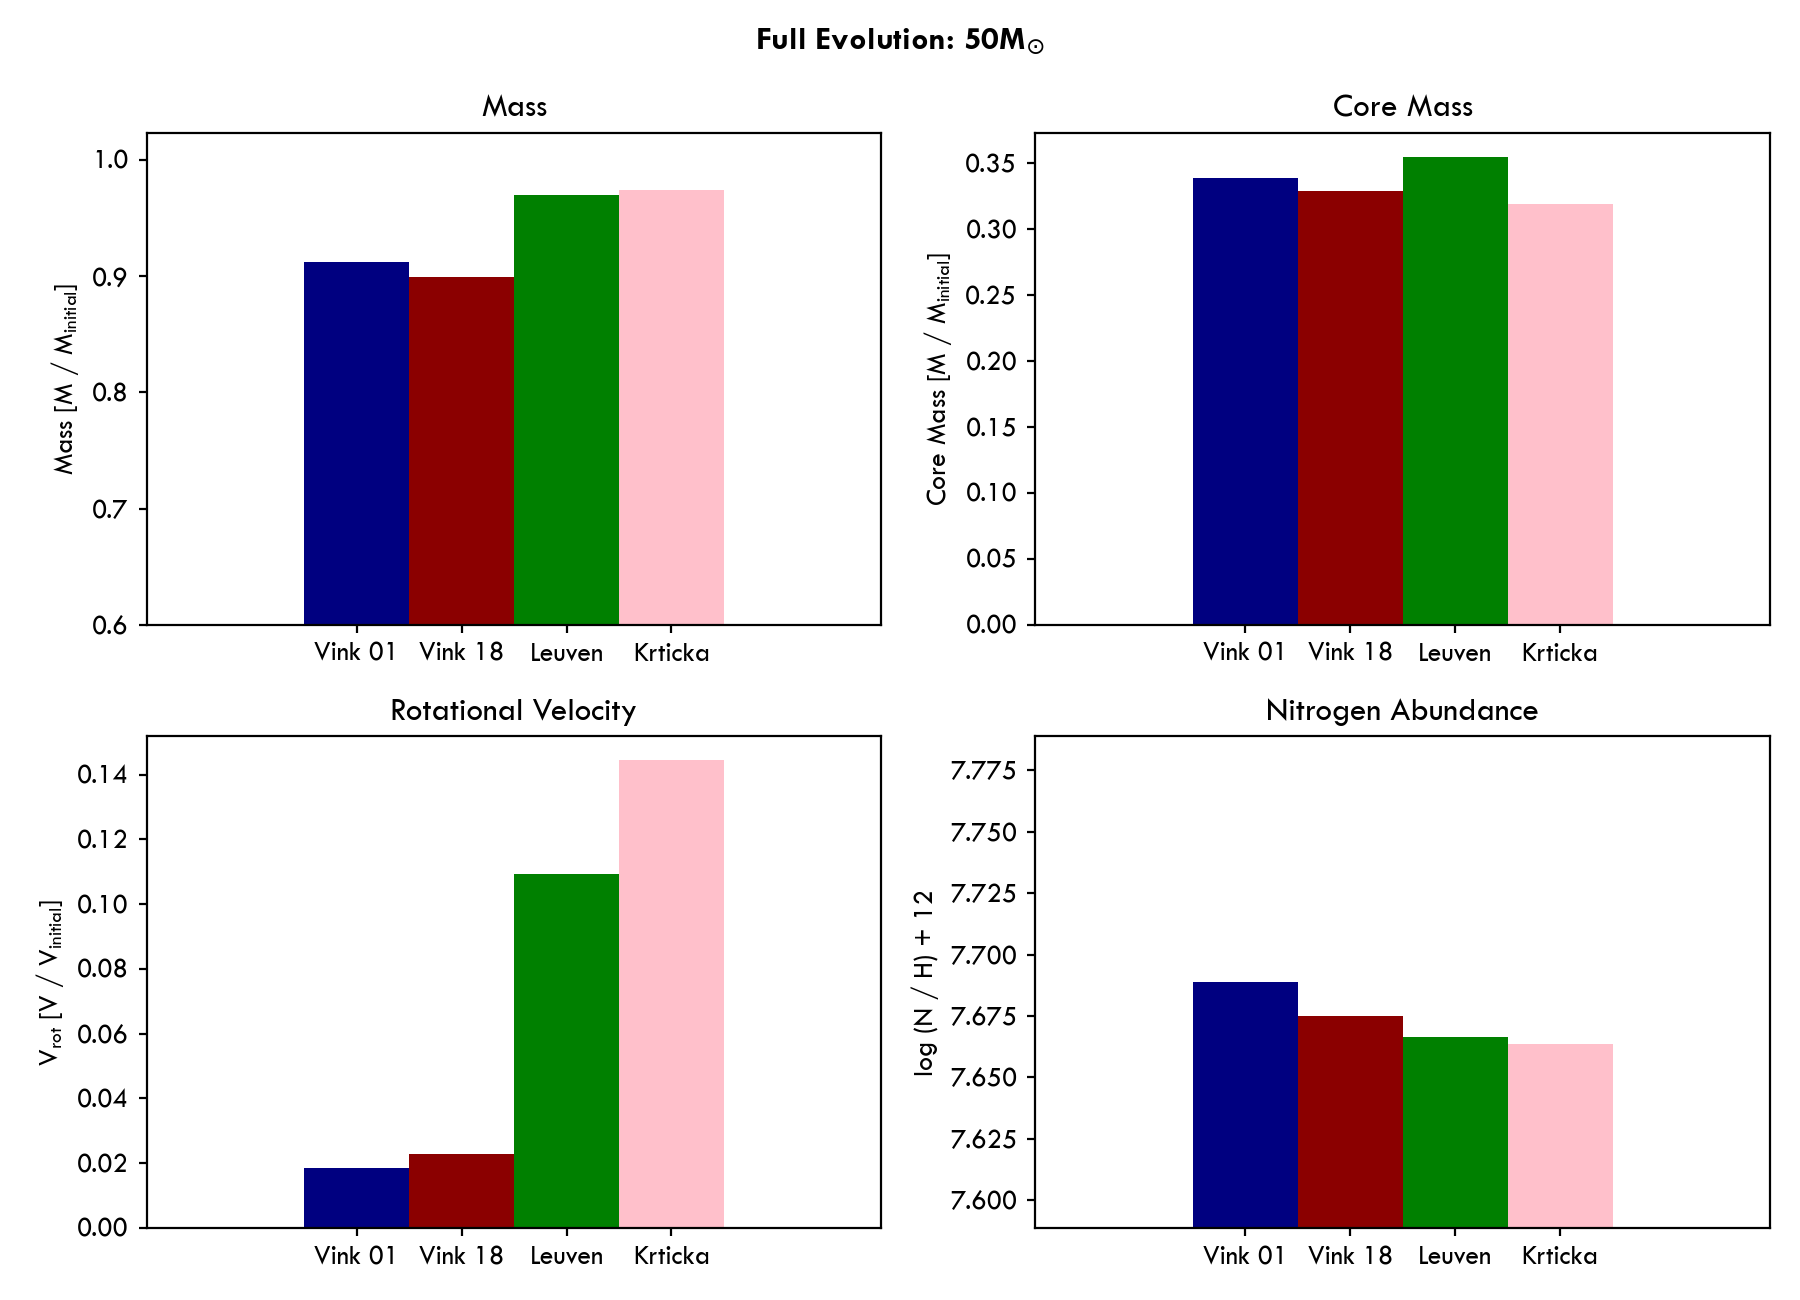 Full Evolution: 50M☉
Mass
Mass [M / Minitial]
1.0
0.9
0.8
0.7
0.6
Vink 01 Vink 18 Leuven Krticka
Core Mass
Core Mass [M / Minitial]
0.35
0.30
0.25
0.20
0.15
0.10
0.05
0.00
Vink 01 Vink 18 Leuven Krticka
Rotational Velocity
Vrot [V / Vinitial]
0.14
0.12
0.10
0.08
0.06
0.04
0.02
0.00
Vink 01 Vink 18 Leuven Krticka
Nitrogen Abundance
log (N / H) + 12
7.775
7.750
7.725
7.700
7.675
7.650
7.625
7.600
Vink 01 Vink 18 Leuven Krticka